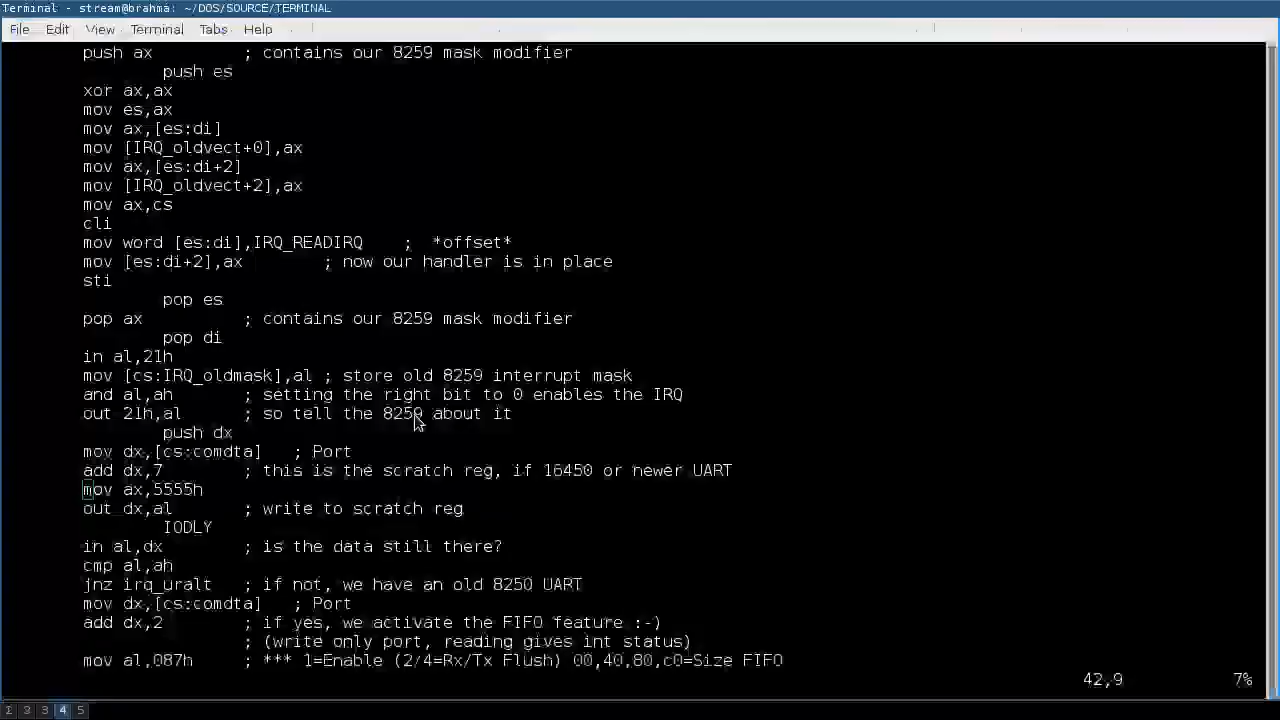 Terminal - stream@brahma: ~/DOS/SOURCE/TERMINAL
File Edit View Terminal Tabs Help
push ax ; contains our 8259 mask modifier
push es
xor ax,ax
mov es,ax
mov ax,[es:di]
mov [IRQ_oldvect+0],ax
mov ax,[es:di+2]
mov [IRQ_oldvect+2],ax
mov ax,cs
cli
mov word [es:di],IRQ_READIRQ ; *offset*
mov [es:di+2],ax ; now our handler is in place
sti
pop es
pop ax ; contains our 8259 mask modifier
pop di
in al,21h
mov [cs:IRQ_oldmask],al ; store old 8259 interrupt mask
and al,ah ; setting the right bit to 0 enables the IRQ
out 21h,al ; so tell the 8259 about it
push dx
mov dx,[cs:comdta] ; Port
add dx,7 ; this is the scratch reg, if 16450 or newer UART
mov ax,5555h
out dx,al ; write to scratch reg
IODLY
in al,dx ; is the data still there?
cmp al,ah
jnz irq_uralt ; if not, we have an old 8250 UART
mov dx,[cs:comdta] ; Port
add dx,2 ; if yes, we activate the FIFO feature :-)
; (write only port, reading gives int status)
mov al,087h ; *** 1=Enable (2/4=Rx/Tx Flush) 00,40,80,c0=Size FIFO
42,9 7%
1 2 3 4 5